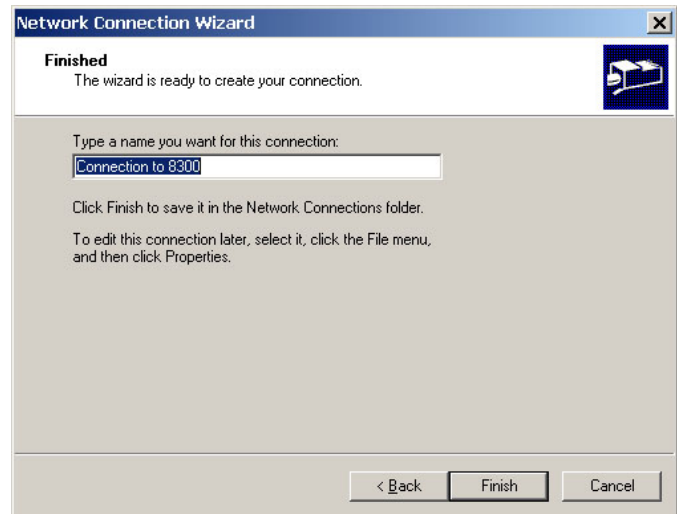 Network Connection Wizard
Finished
The wizard is ready to create your connection.
Type a name you want for this connection:
Connection to 8300
Click Finish to save it in the Network Connections folder.
To edit this connection later, select it, click the File menu,
and then click Properties.
< Back Finish Cancel